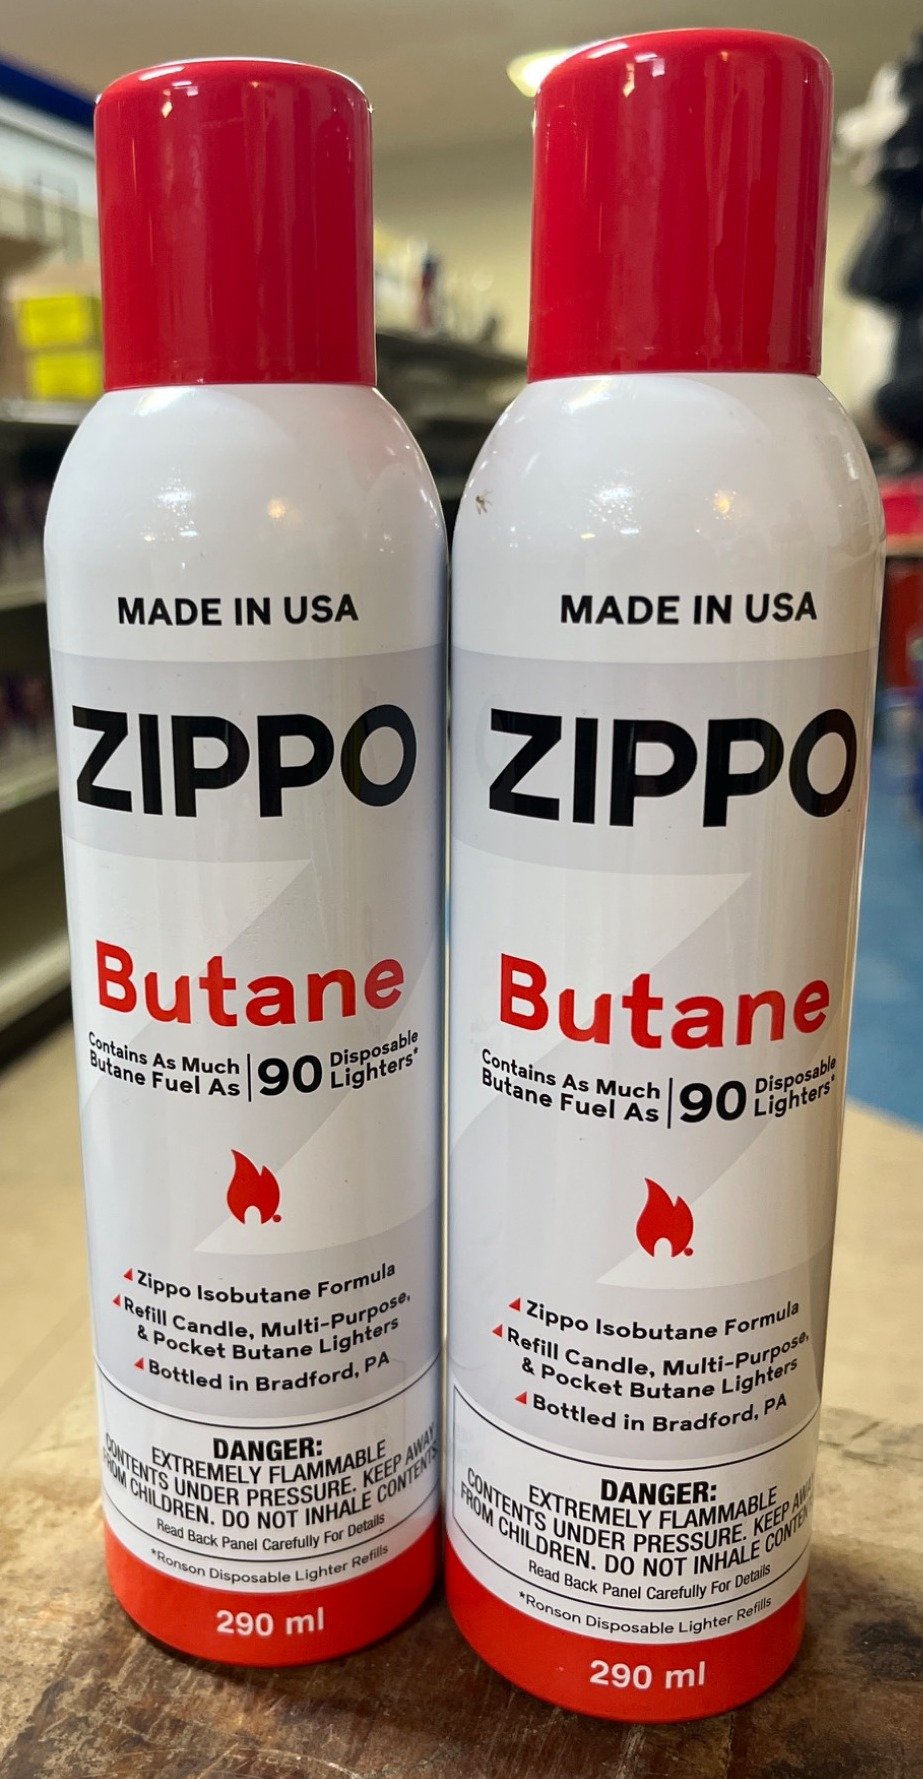 MADE IN USA
ZIPPO
Butane
Contains As Much
Butane Fuel As
90
Disposable
Lighters*
Zippo Isobutane Formula
Refill Candle, Multi-Purpose,
& Pocket Butane Lighters
Bottled in Bradford, PA
DANGER:
EXTREMELY FLAMMABLE
CONTENTS UNDER PRESSURE. KEEP AWAY
FROM CHILDREN. DO NOT INHALE CONTENTS.
Read Back Panel Carefully For Details
*Ronson Disposable Lighter Refills
290 ml
MADE IN USA
ZIPPO
Butane
Contains As Much
Butane Fuel As
90
Disposable
Lighters*
Zippo Isobutane Formula
Refill Candle, Multi-Purpose,
& Pocket Butane Lighters
Bottled in Bradford, PA
DANGER:
EXTREMELY FLAMMABLE
CONTENTS UNDER PRESSURE. KEEP
FROM CHILDREN. DO NOT INHALE
Read Back Panel Carefully For Details
*Ronson Disposable Lighter Refills
290 ml